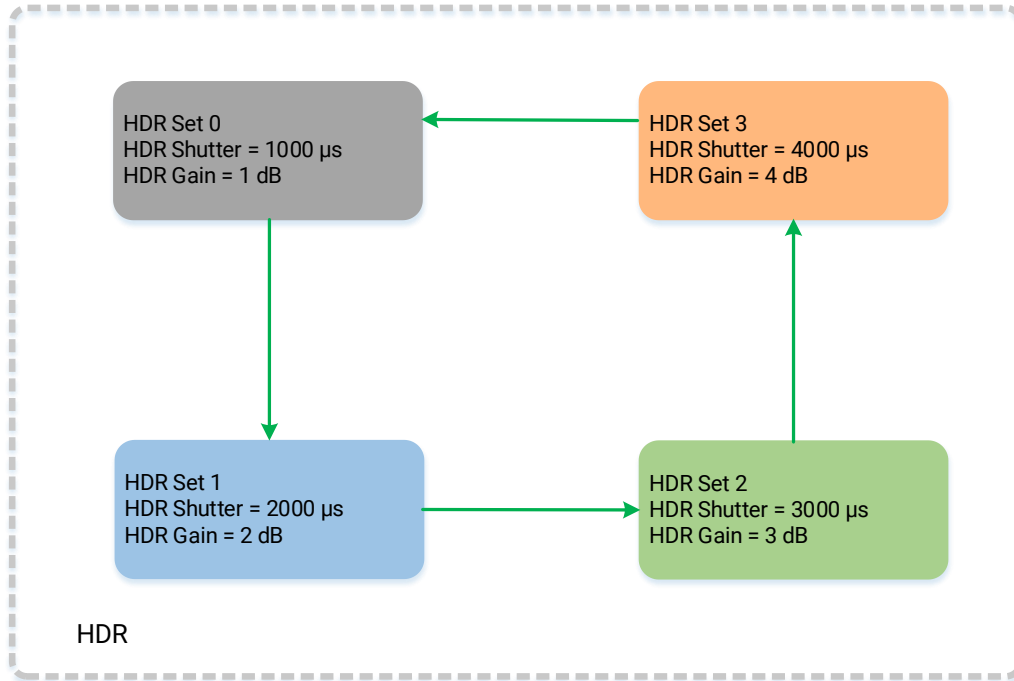 HDR Set 0
HDR Shutter = 1000 µs
HDR Gain = 1 dB
HDR Set 3
HDR Shutter = 4000 µs
HDR Gain = 4 dB
HDR Set 1
HDR Shutter = 2000 µs
HDR Gain = 2 dB
HDR Set 2
HDR Shutter = 3000 µs
HDR Gain = 3 dB
HDR